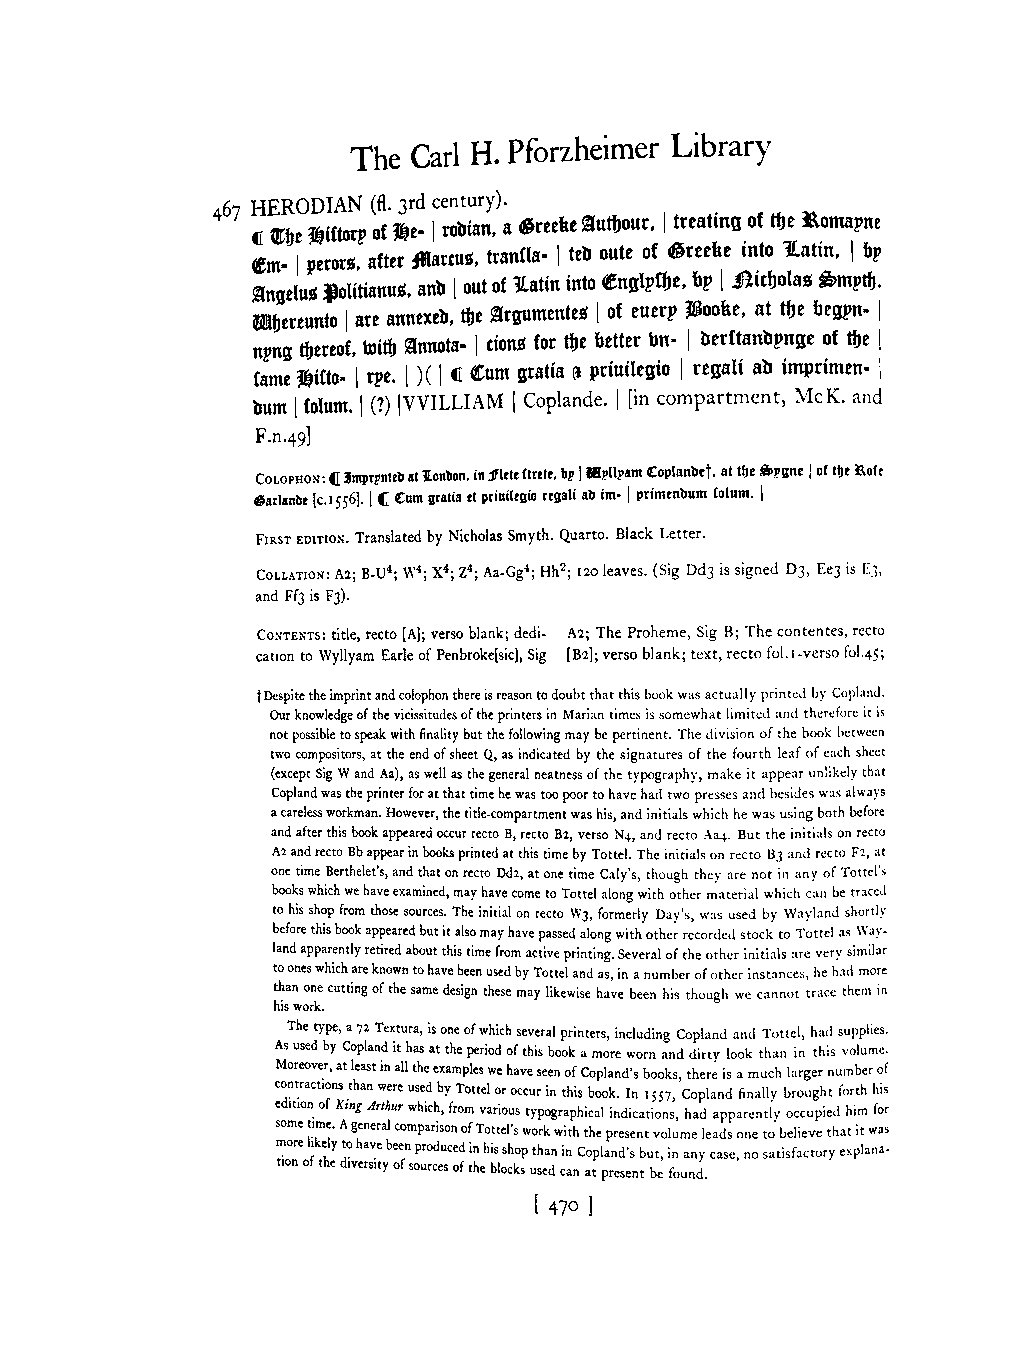 The Carl H. Pforzheimer Library
467 HERODIAN (fl. 3rd century).
¶ The Hiſtorp of He- | rodian, a Greeke Authour, | treating of the Romayne
Em- | perors, after Marcus, tranſla- | ted oute of Greeke into Latin, | by
Angelus Politianus, and | out of Latin into Englyſhe, by | Nicholas Smyth.
Whereunto | are annexed, the Argumentes | of euery Booke, at the begyn- |
nyng thereof, with Annota- | cions for the better vn- | derſtandynge of the |
ſame Hiſto- | rye. | )( | ¶ Cum gratia & priuilegio | regali ad imprimen- |
dum | ſolum. | (?) |VVILLIAM | Coplande. | [in compartment, McK. and
F.n.49]
COLOPHON: ¶ Imprynted at London, in Flete ſtrete, by | Wyllyam Coplande†, at the Sygne | of the Roſe
Garlande [c.1556]. | ¶ Cum gratia et priuilegio regali ad im- | primendum ſolum. |
FIRST EDITION. Translated by Nicholas Smyth. Quarto. Black Letter.
COLLATION: A2; B-U⁴; W⁴; X⁴; Z⁴; Aa-Gg⁴; Hh²; 120 leaves. (Sig Dd3 is signed D3, Ee3 is E3,
and Ff3 is F3).
CONTENTS: title, recto [A]; verso blank; dedi-
cation to Wyllyam Earle of Penbroke[sic], Sig
A2; The Proheme, Sig B; The contentes, recto
[B2]; verso blank; text, recto fol.1-verso fol.45;
†Despite the imprint and colophon there is reason to doubt that this book was actually printed by Copland.
Our knowledge of the vicissitudes of the printers in Marian times is somewhat limited and therefore it is
not possible to speak with finality but the following may be pertinent. The division of the book between
two compositors, at the end of sheet Q, as indicated by the signatures of the fourth leaf of each sheet
(except Sig W and Aa), as well as the general neatness of the typography, make it appear unlikely that
Copland was the printer for at that time he was too poor to have had two presses and besides was always
a careless workman. However, the title-compartment was his, and initials which he was using both before
and after this book appeared occur recto B, recto B2, verso N4, and recto Aa4. But the initials on recto
A2 and recto Bb appear in books printed at this time by Tottel. The initials on recto B3 and recto F2, at
one time Berthelet's, and that on recto Dd2, at one time Caly's, though they are not in any of Tottel's
books which we have examined, may have come to Tottel along with other material which can be traced
to his shop from those sources. The initial on recto W3, formerly Day's, was used by Wayland shortly
before this book appeared but it also may have passed along with other recorded stock to Tottel as Way-
land apparently retired about this time from active printing. Several of the other initials are very similar
to ones which are known to have been used by Tottel and as, in a number of other instances, he had more
than one cutting of the same design these may likewise have been his though we cannot trace them in
his work.
The type, a 72 Textura, is one of which several printers, including Copland and Tottel, had supplies.
As used by Copland it has at the period of this book a more worn and dirty look than in this volume.
Moreover, at least in all the examples we have seen of Copland's books, there is a much larger number of
contractions than were used by Tottel or occur in this book. In 1557, Copland finally brought forth his
edition of King Arthur which, from various typographical indications, had apparently occupied him for
some time. A general comparison of Tottel's work with the present volume leads one to believe that it was
more likely to have been produced in his shop than in Copland's but, in any case, no satisfactory explana-
tion of the diversity of sources of the blocks used can at present be found.
[ 470 ]